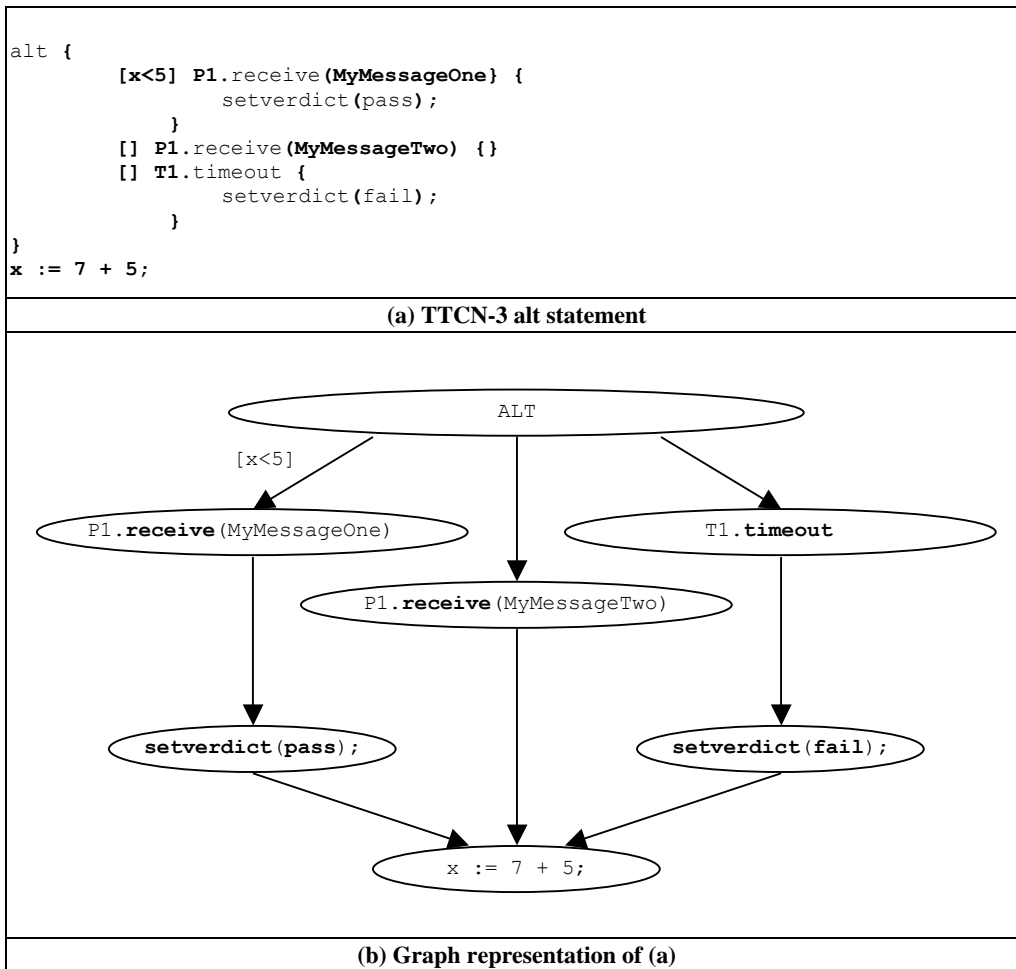 alt {
[x<5] P1.receive(MyMessageOne} {
setverdict(pass);
}
[] P1.receive(MyMessageTwo) {}
[] T1.timeout {
setverdict(fail);
}
}
x := 7 + 5;
(a) TTCN-3 alt statement
ALT
[x<5]
P1.receive(MyMessageOne)
T1.timeout
P1.receive(MyMessageTwo)
setverdict(pass);
setverdict(fail);
x := 7 + 5;
(b) Graph representation of (a)